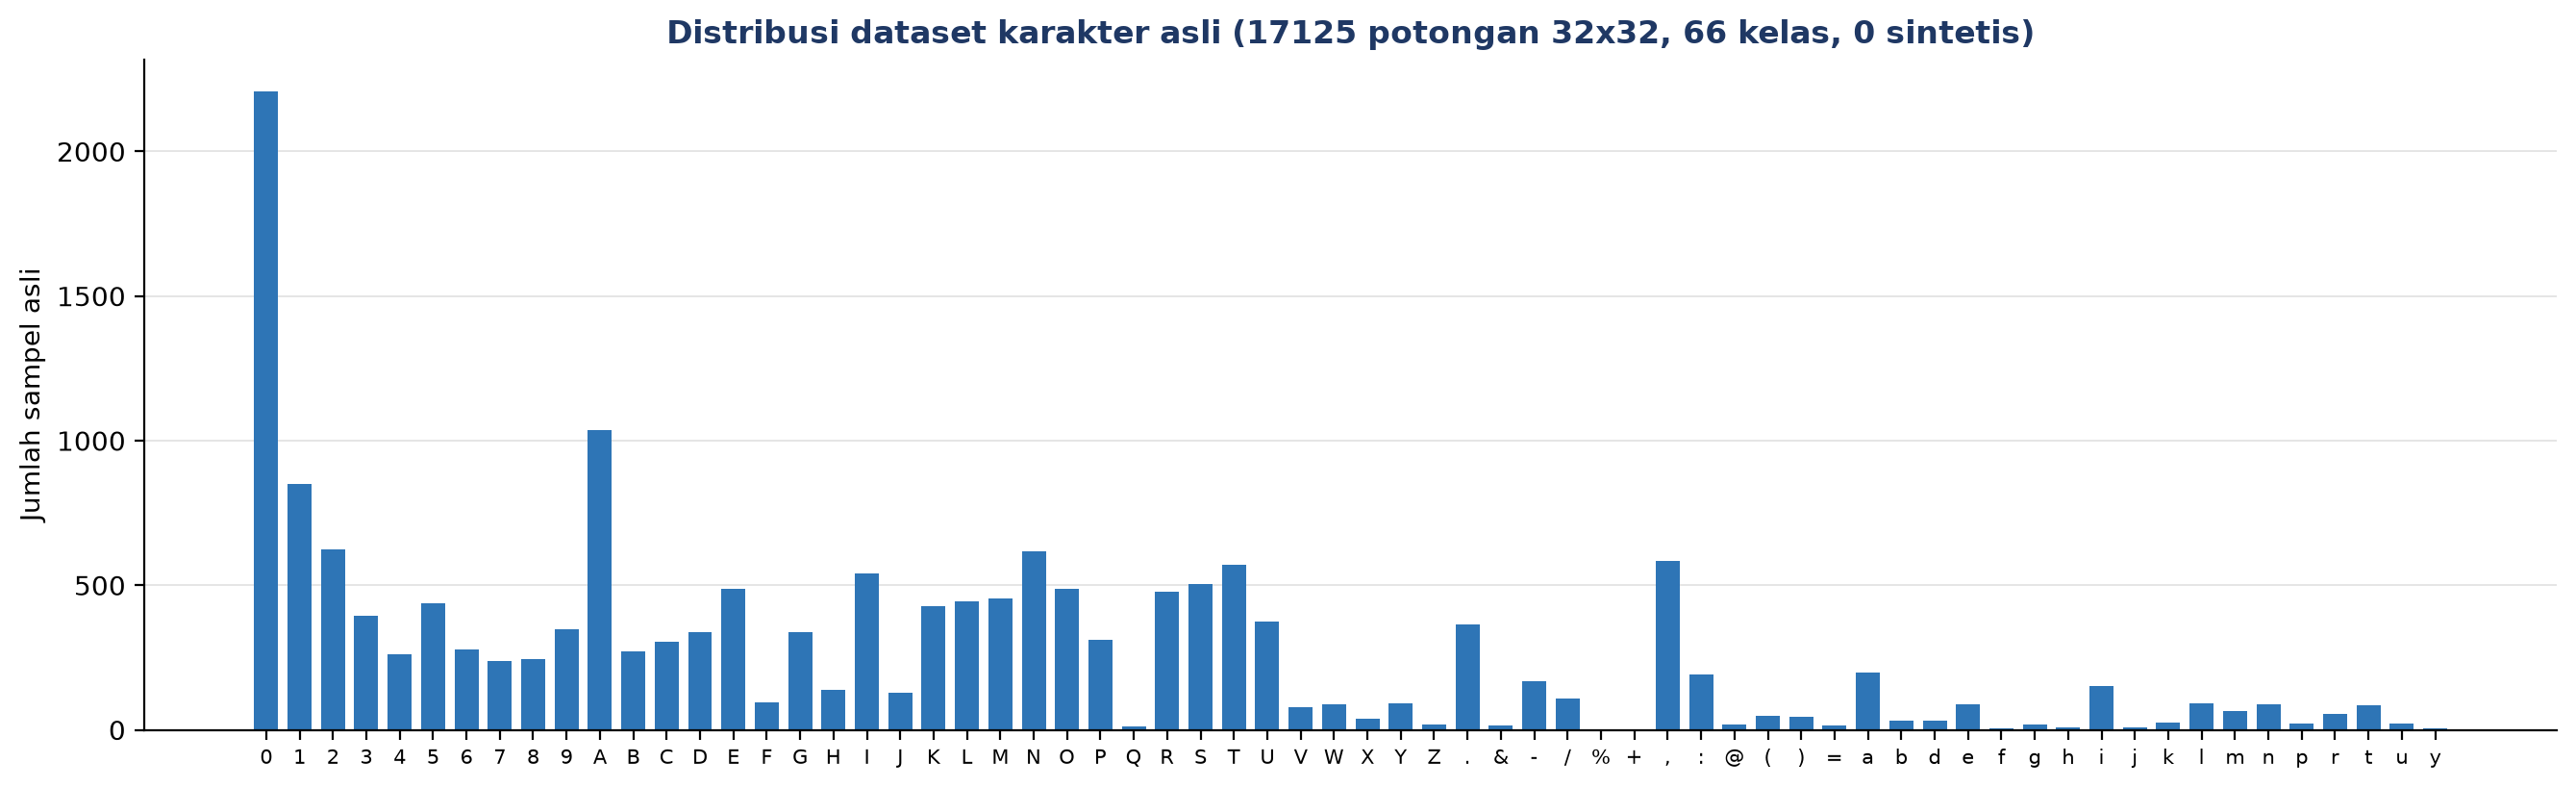 Distribusi dataset karakter asli (17125 potongan 32x32, 66 kelas, 0 sintetis)
Jumlah sampel asli
2000
1500
1000
500
0
0 1 2 3 4 5 6 7 8 9 A B C D E F G H I J K L M N O P Q R S T U V W X Y Z . & - / % + , : @ ( ) = a b d e f g h i j k l m n p r t u y